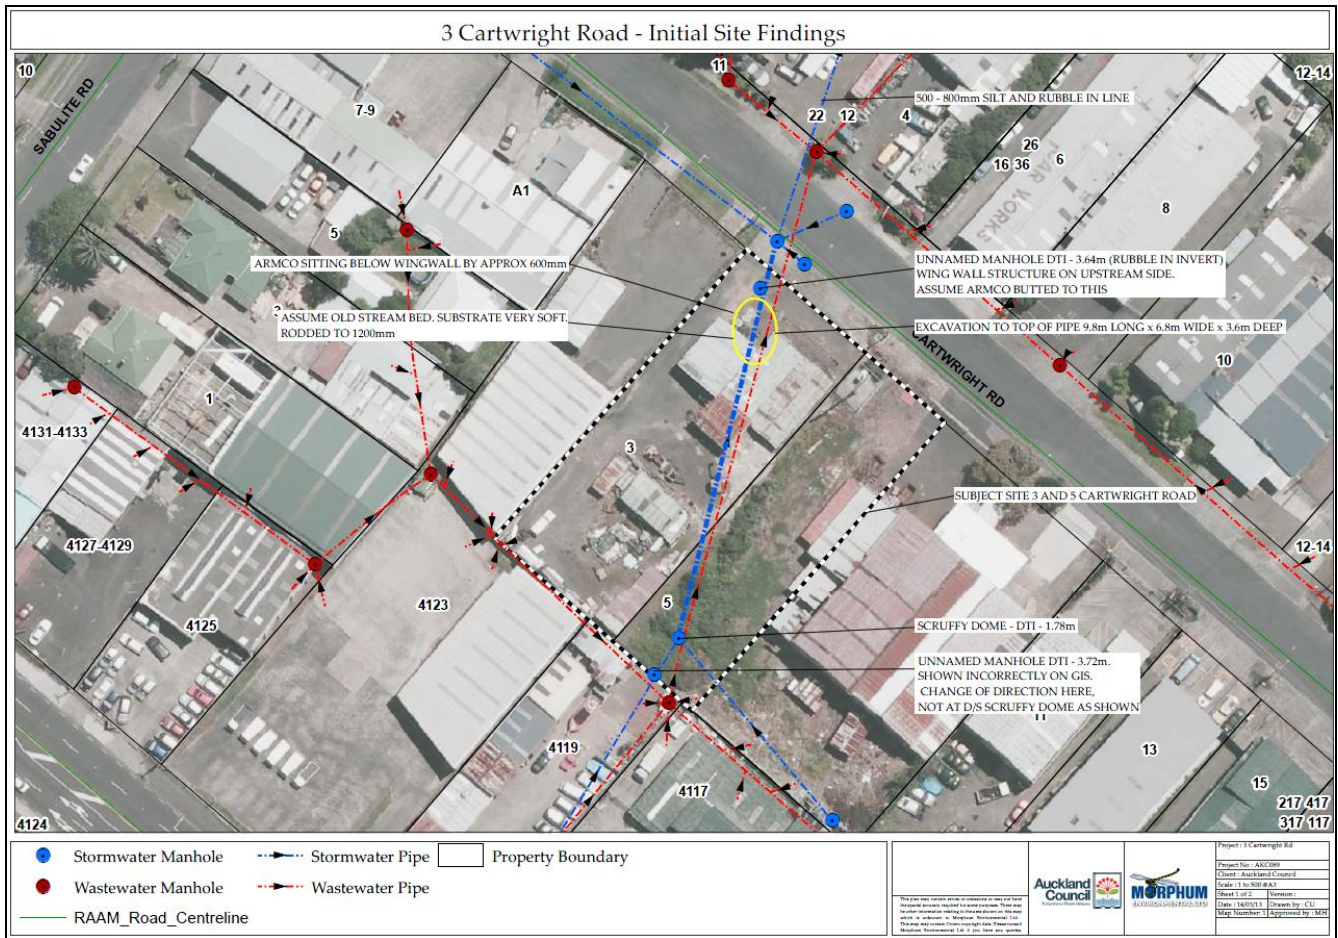 3 Cartwright Road - Initial Site Findings
10
SABULITE RD
7-9
11
22
12
4
500 - 800mm SILT AND RUBBLE IN LINE
12-14
26
16 36
6
CAR WORKS
8
A1
5
ARMCO SITTING BELOW WINGWALL BY APPROX 600mm
UNNAMED MANHOLE DTI - 3.64m (RUBBLE IN INVERT)
WING WALL STRUCTURE ON UPSTREAM SIDE.
ASSUME ARMCO BUTTED TO THIS
ASSUME OLD STREAM BED. SUBSTRATE VERY SOFT.
RODDED TO 1200mm
EXCAVATION TO TOP OF PIPE 9.8m LONG x 6.8m WIDE x 3.6m DEEP
CARTWRIGHT RD
10
1
4131-4133
3
SUBJECT SITE 3 AND 5 CARTWRIGHT ROAD
4127-4129
12-14
4123
5
4125
SCRUFFY DOME - DTI - 1.78m
UNNAMED MANHOLE DTI - 3.72m.
SHOWN INCORRECTLY ON GIS.
CHANGE OF DIRECTION HERE,
NOT AT D/S SCRUFFY DOME AS SHOWN
11
4119
13
4117
15
217 417
317 117
4124
Stormwater Manhole
Stormwater Pipe
Property Boundary
Wastewater Manhole
Wastewater Pipe
RAAM_Road_Centreline
Auckland
Council
MORPHUM
ENVIRONMENTAL LTD
Project : 3 Cartwright Rd
Project No : AKC089
Client : Auckland Council
Scale : 1 to 500 @A3
Sheet 1 of 2
Version :
Date : 14/03/13
Drawn by : CU
Map Number: 1
Approved by : MH